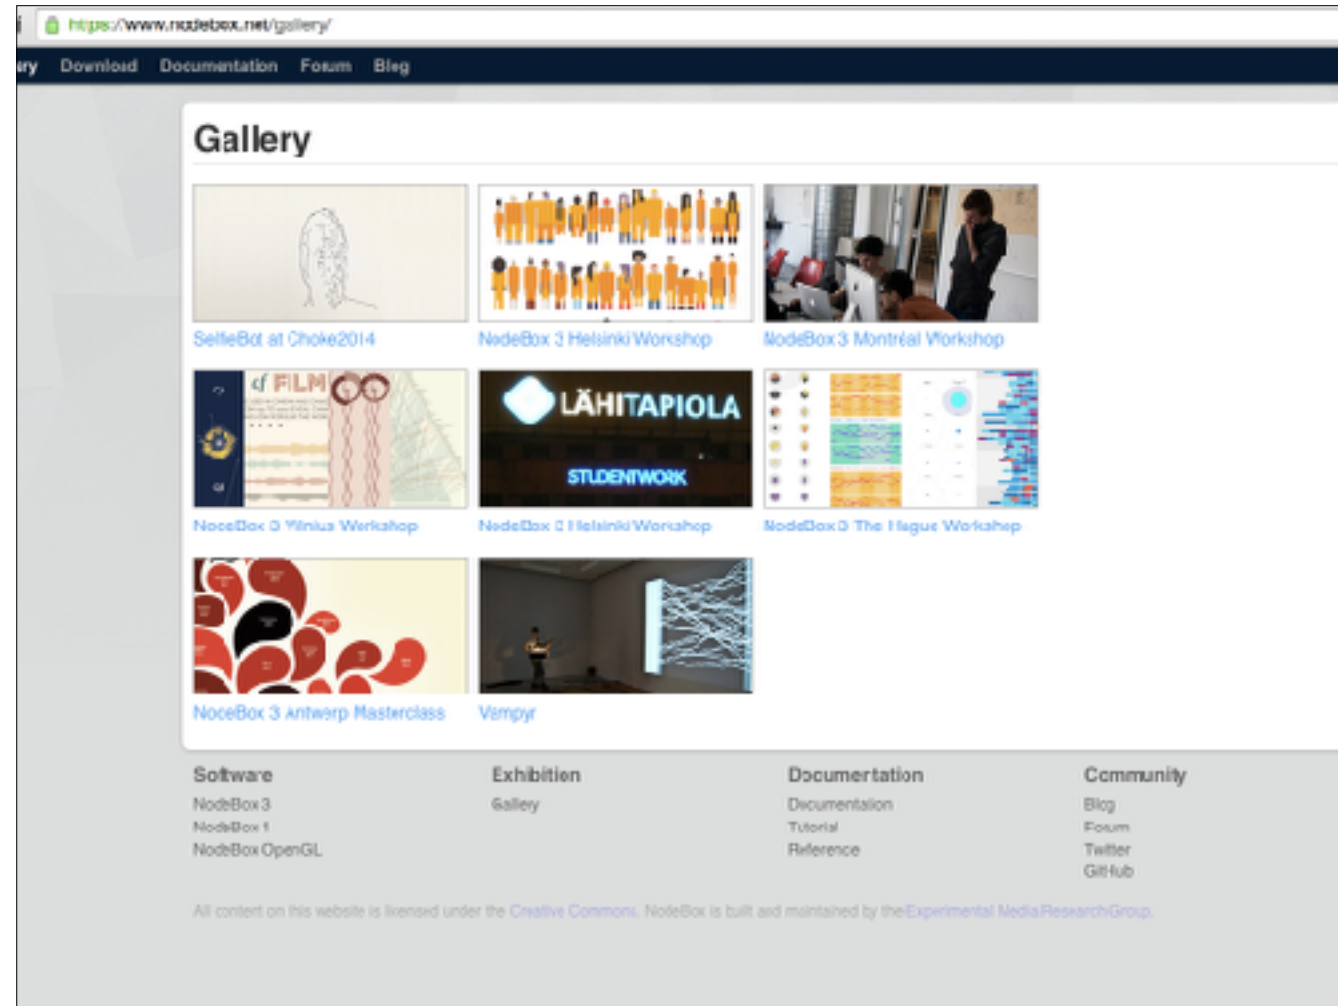 https://www.nodebox.net/gallery/
Download Documentation Forum Blog
Gallery
SelfieBot at Choke2014
NodeBox 3 Helsinki Workshop
NodeBox 3 Montréal Workshop
cf FILM
LÄHITAPIOLA
STUDENTWORK
NodeBox 3 Vilnius Workshop
NodeBox 3 Helsinki Workshop
NodeBox 3 The Hague Workshop
NodeBox 3 Antwerp Masterclass
Vampyr
Software
NodeBox 3
NodeBox 1
NodeBox OpenGL
Exhibition
Gallery
Documentation
Documentation
Tutorial
Reference
Community
Blog
Forum
Twitter
GitHub
All content on this website is licensed under the Creative Commons. NodeBox is built and maintained by the Experimental Media Research Group.